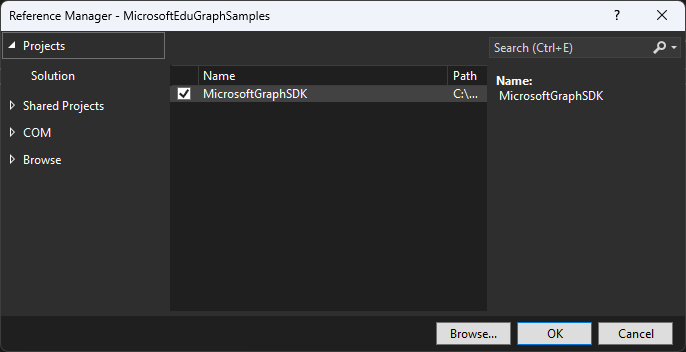 Reference Manager - MicrosoftEduGraphSamples
?
Projects
Search (Ctrl+E)
Solution
Shared Projects
COM
Browse
Name Path
MicrosoftGraphSDK C:\...
Name:
MicrosoftGraphSDK
Browse... OK Cancel